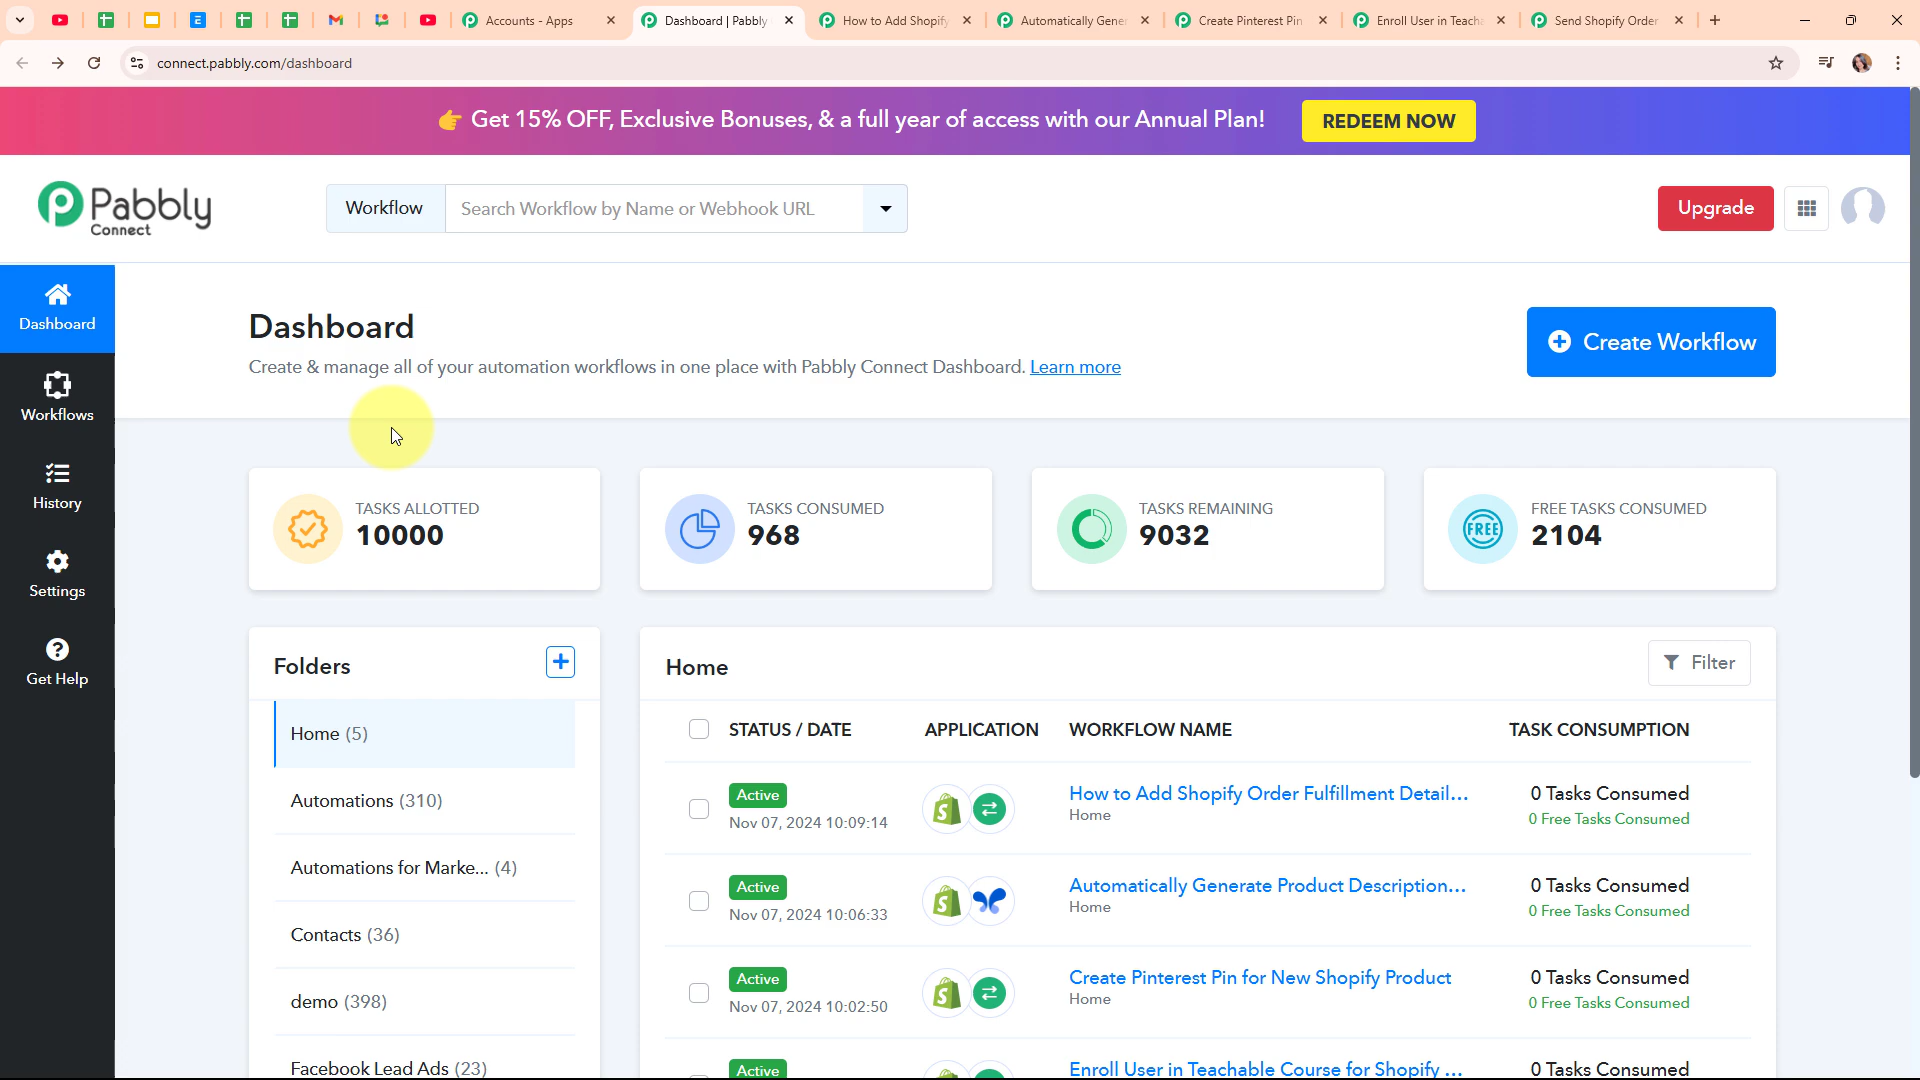 Accounts - Apps
Dashboard | Pabbly
How to Add Shopify
Automatically Gene
Create Pinterest Pin
Enroll User in Teach
Send Shopify Order
connect.pabbly.com/dashboard
Get 15% OFF, Exclusive Bonuses, & a full year of access with our Annual Plan!
REDEEM NOW
Pabbly
Connect
Workflow
Search Workflow by Name or Webhook URL
Upgrade
Dashboard
Workflows
History
Settings
Get Help
Dashboard
Create & manage all of your automation workflows in one place with Pabbly Connect Dashboard. Learn more
Create Workflow
TASKS ALLOTTED
10000
TASKS CONSUMED
968
TASKS REMAINING
9032
FREE
FREE TASKS CONSUMED
2104
Folders
Home (5)
Automations (310)
Automations for Marke... (4)
Contacts (36)
demo (398)
Facebook Lead Ads (23)
Home
Filter
STATUS / DATE
APPLICATION
WORKFLOW NAME
TASK CONSUMPTION
Active
Nov 07, 2024 10:09:14
How to Add Shopify Order Fulfillment Detail...
Home
0 Tasks Consumed
0 Free Tasks Consumed
Active
Nov 07, 2024 10:06:33
Automatically Generate Product Description...
Home
0 Tasks Consumed
0 Free Tasks Consumed
Active
Nov 07, 2024 10:02:50
Create Pinterest Pin for New Shopify Product
Home
0 Tasks Consumed
0 Free Tasks Consumed
Active
Enroll User in Teachable Course for Shopify ...
0 Tasks Consumed